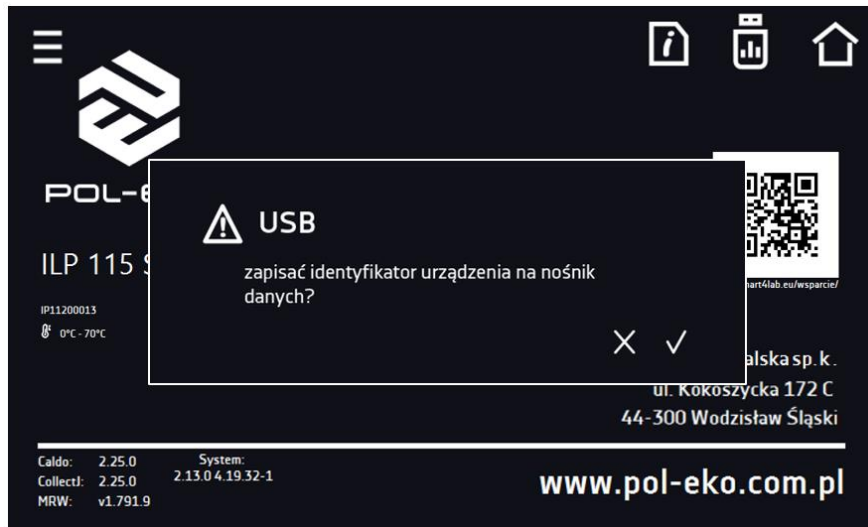 POL-
ILP 115
IP11200013
0°C - 70°C
USB
zapisać identyfikator urządzenia na nośnik
danych?
mart4lab.eu/wsparcie/
alska sp. k.
ul. Kokoszycka 172 C
44-300 Wodzisław Śląski
Caldo: 2.25.0
CollectJ: 2.25.0
MRW: v1.791.9
System:
2.13.0 4.19.32-1
www.pol-eko.com.pl